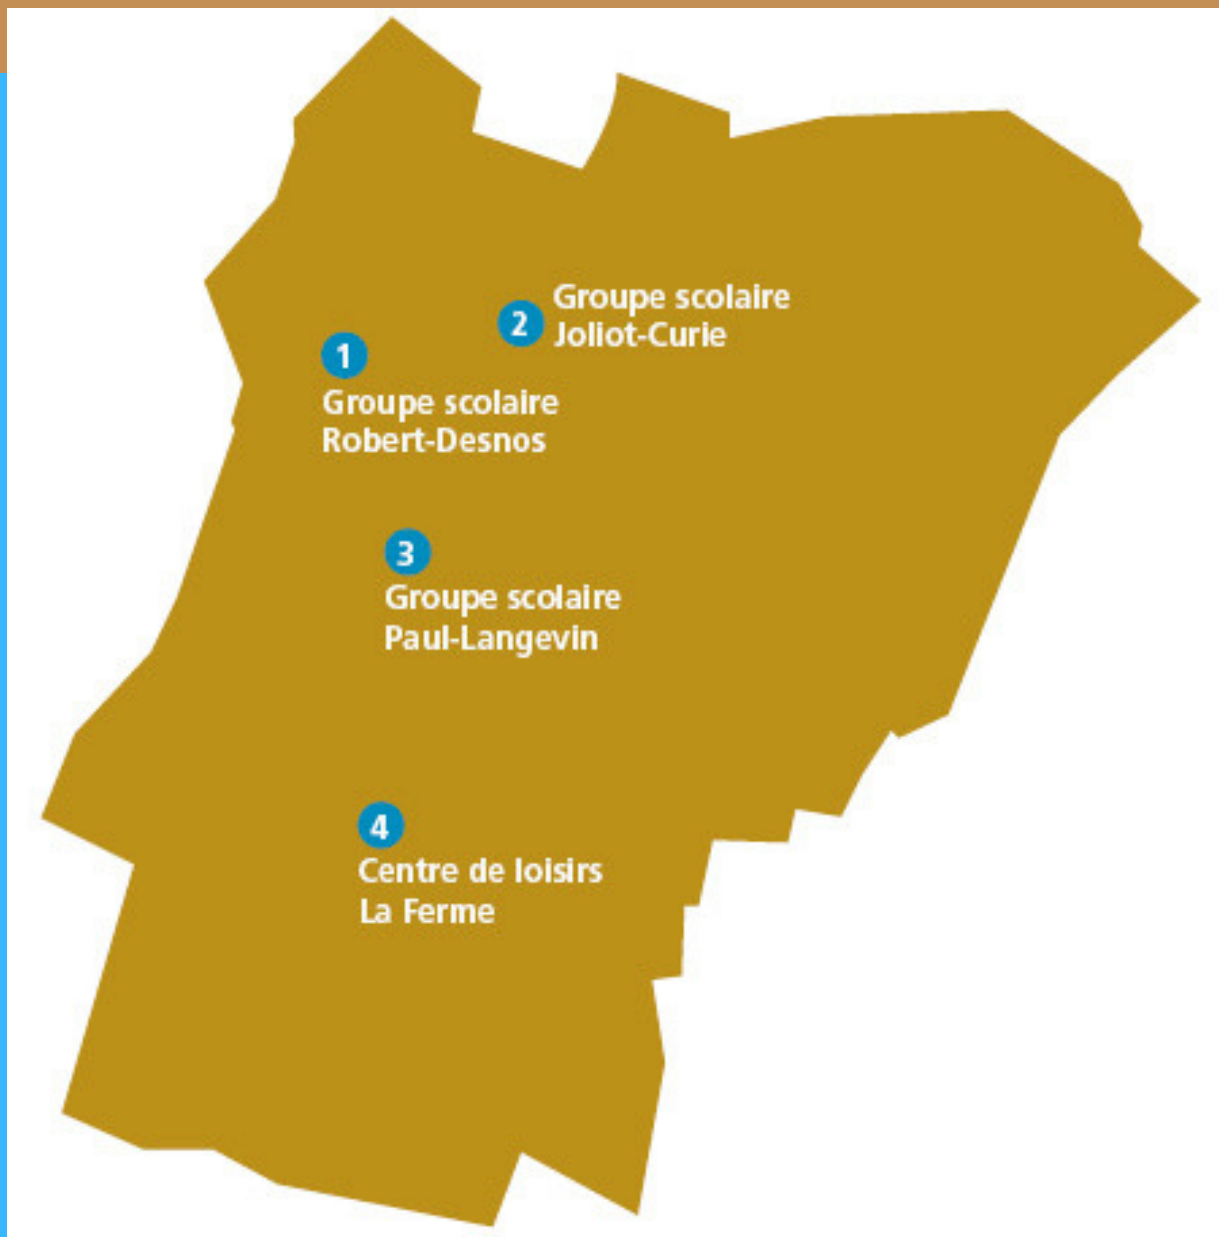 1
Groupe scolaire
Robert-Desnos
2
Groupe scolaire
Joliot-Curie
3
Groupe scolaire
Paul-Langevin
4
Centre de loisirs
La Ferme